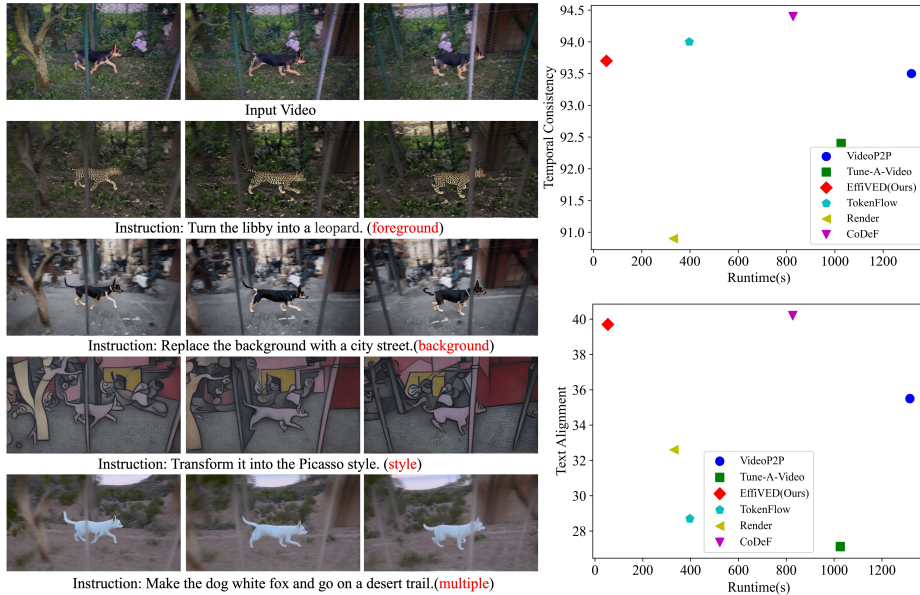 Input Video
Instruction: Turn the libby into a leopard. (foreground)
Instruction: Replace the background with a city street.(background)
Instruction: Transform it into the Picasso style. (style)
Instruction: Make the dog white fox and go on a desert trail.(multiple)
94.5
94.0
93.5
93.0
92.5
92.0
91.5
91.0
Temporal Consistency
VideoP2P
Tune-A-Video
EffiVED(Ours)
TokenFlow
Render
CoDeF
0 200 400 600 800 1000 1200
Runtime(s)
40
38
36
34
32
30
28
Text Alignment
VideoP2P
Tune-A-Video
EffiVED(Ours)
TokenFlow
Render
CoDeF
0 200 400 600 800 1000 1200
Runtime(s)